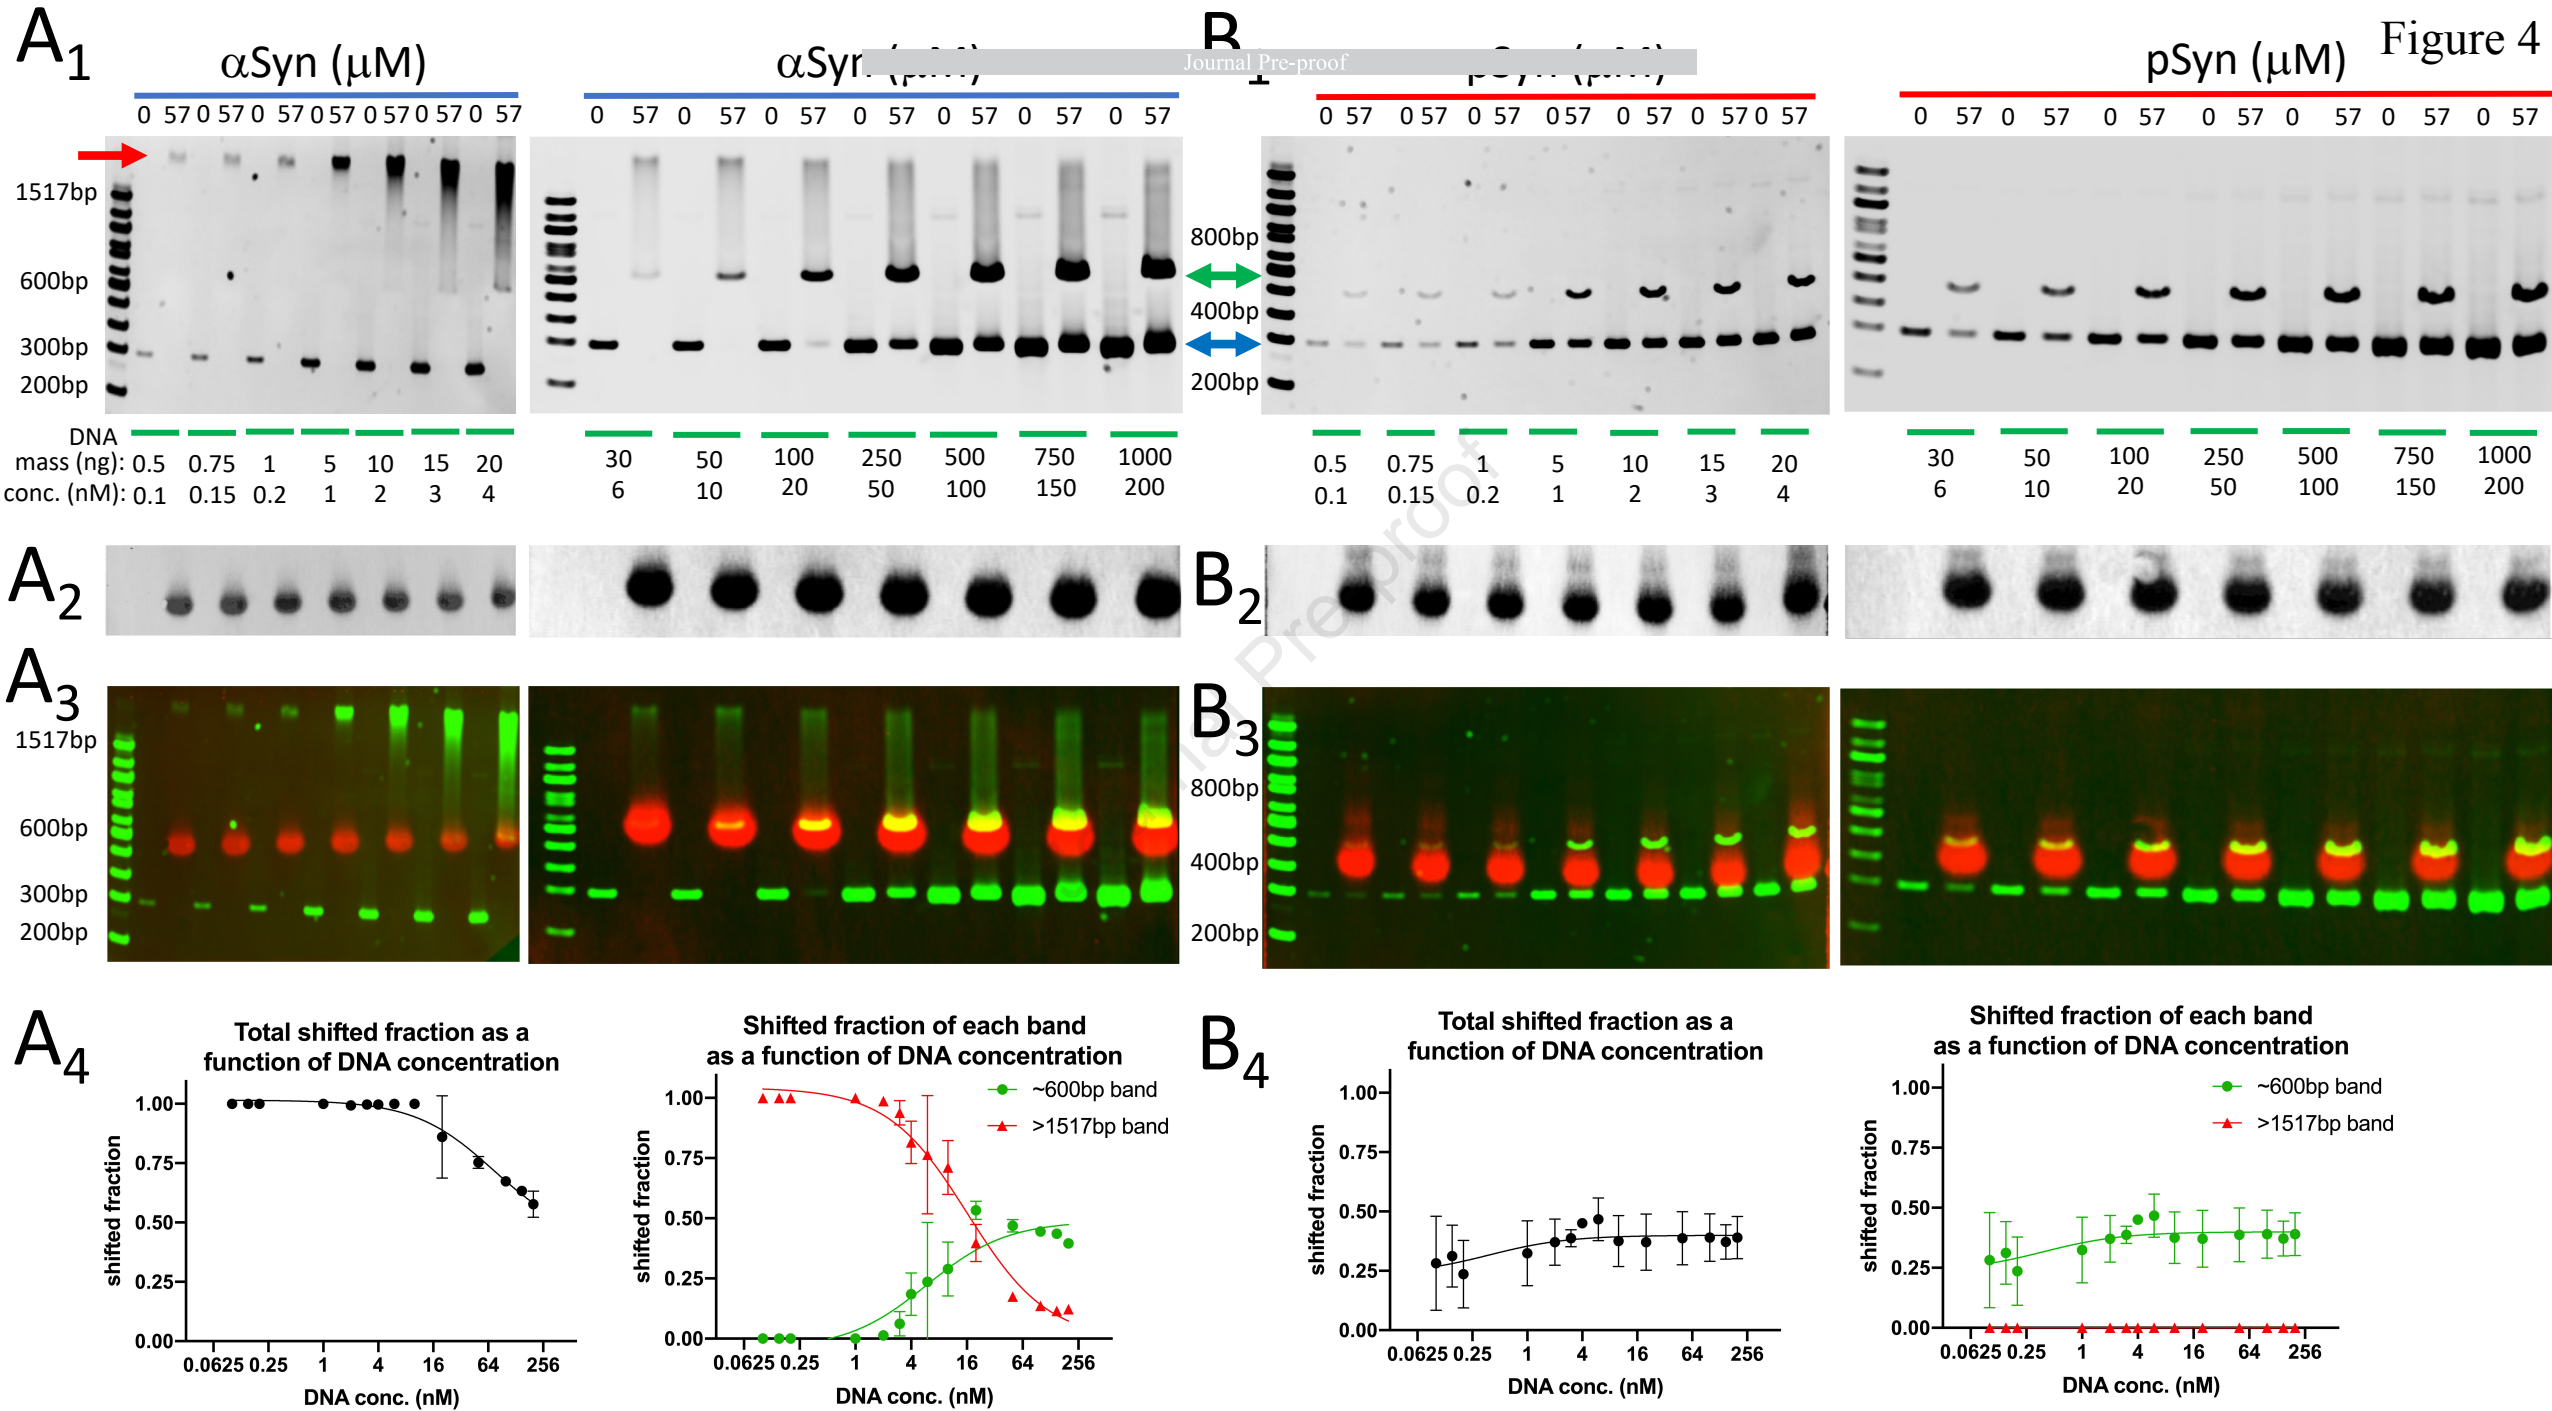 Figure 4
Journal Pre-proof
A1
αSyn (μM)
αSyn (μM)
0 57 0 57 0 57 0 57 0 57 0 57 0 57
0 57 0 57 0 57 0 57 0 57 0 57 0 57
1517bp
600bp
300bp
200bp
DNA
mass (ng): 0.5 0.75 1 5 10 15 20
conc. (nM): 0.1 0.15 0.2 1 2 3 4
30 50 100 250 500 750 1000
6 10 20 50 100 150 200
B1
pSyn (μM)
pSyn (μM)
0 57 0 57 0 57 0 57 0 57 0 57 0 57
0 57 0 57 0 57 0 57 0 57 0 57 0 57
800bp
400bp
200bp
0.5 0.75 1 5 10 15 20
0.1 0.15 0.2 1 2 3 4
30 50 100 250 500 750 1000
6 10 20 50 100 150 200
A2
B2
A3
1517bp
600bp
300bp
200bp
B3
800bp
400bp
200bp
A4
Total shifted fraction as a
function of DNA concentration
shifted fraction
1.00
0.75
0.50
0.25
0.00
0.0625 0.25 1 4 16 64 256
DNA conc. (nM)
Shifted fraction of each band
as a function of DNA concentration
~600bp band
>1517bp band
shifted fraction
1.00
0.75
0.50
0.25
0.00
0.0625 0.25 1 4 16 64 256
DNA conc. (nM)
B4
Total shifted fraction as a
function of DNA concentration
shifted fraction
1.00
0.75
0.50
0.25
0.00
0.0625 0.25 1 4 16 64 256
DNA conc. (nM)
Shifted fraction of each band
as a function of DNA concentration
~600bp band
>1517bp band
shifted fraction
1.00
0.75
0.50
0.25
0.00
0.0625 0.25 1 4 16 64 256
DNA conc. (nM)